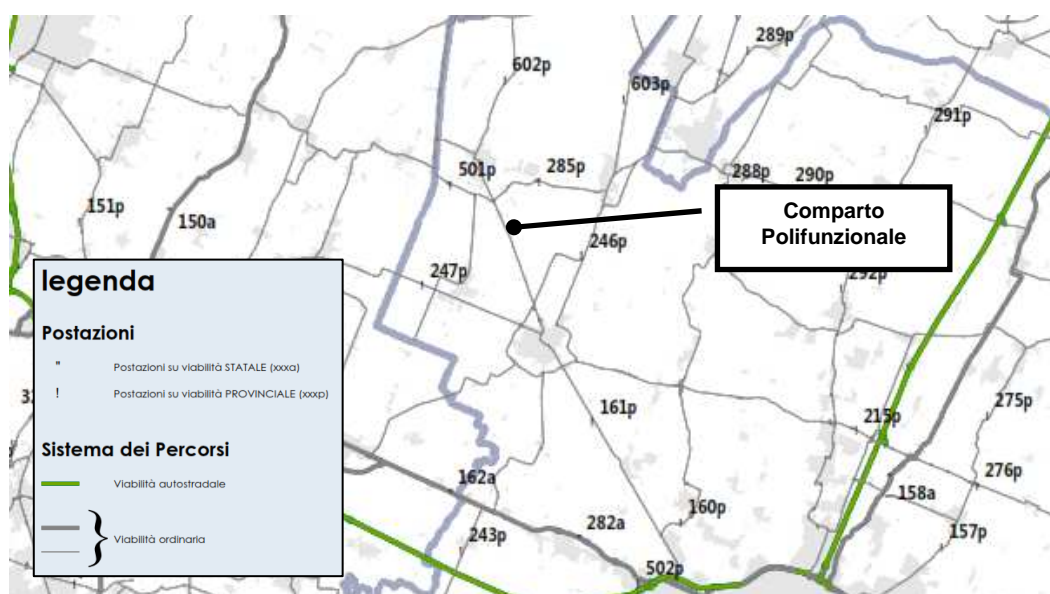 289p
602p
603p
291p
501p
285p
288p
290p
151p
150a
Comparto
Polifunzionale
246p
247p
292p
legenda
Postazioni
" Postazioni su viabilità STATALE (xxxa)
! Postazioni su viabilità PROVINCIALE (xxxp)
161p
275p
215p
Sistema dei Percorsi
162a
276p
Viabilità autostradale
158a
160p
282a
243p
157p
} Viabilità ordinaria
502p